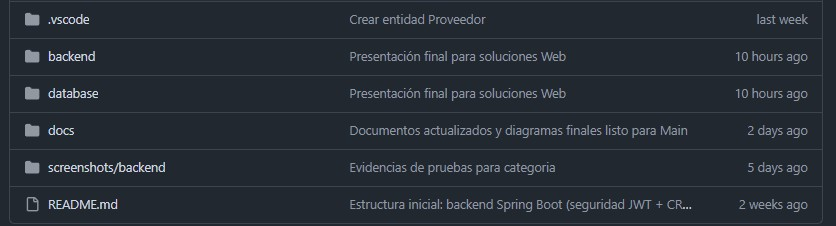 .vscode Crear entidad Proveedor last week
backend Presentación final para soluciones Web 10 hours ago
database Presentación final para soluciones Web 10 hours ago
docs Documentos actualizados y diagramas finales listo para Main 2 days ago
screenshots/backend Evidencias de pruebas para categoria 5 days ago
README.md Estructura inicial: backend Spring Boot (seguridad JWT + CR... 2 weeks ago